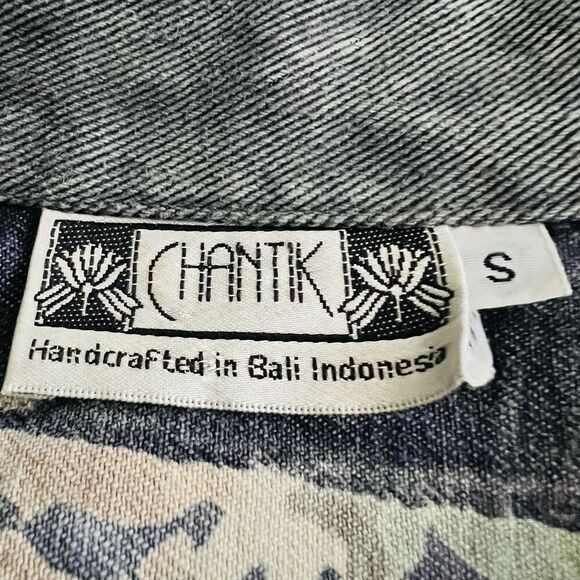 CHANTIK
S
Handcrafted in Bali Indonesia